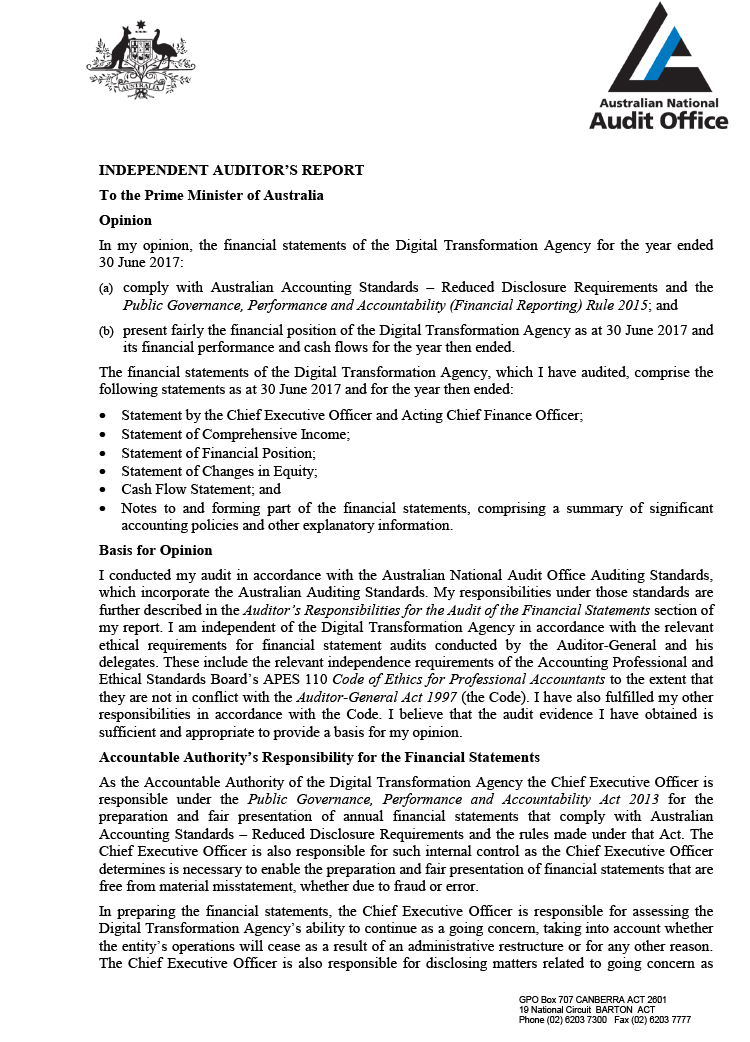 AUSTRALIA
Australian National
Audit Office
INDEPENDENT AUDITOR’S REPORT
To the Prime Minister of Australia
Opinion
In my opinion, the financial statements of the Digital Transformation Agency for the year ended
30 June 2017:
(a) comply with Australian Accounting Standards – Reduced Disclosure Requirements and the
Public Governance, Performance and Accountability (Financial Reporting) Rule 2015; and
(b) present fairly the financial position of the Digital Transformation Agency as at 30 June 2017 and
its financial performance and cash flows for the year then ended.
The financial statements of the Digital Transformation Agency, which I have audited, comprise the
following statements as at 30 June 2017 and for the year then ended:
• Statement by the Chief Executive Officer and Acting Chief Finance Officer;
• Statement of Comprehensive Income;
• Statement of Financial Position;
• Statement of Changes in Equity;
• Cash Flow Statement; and
• Notes to and forming part of the financial statements, comprising a summary of significant
accounting policies and other explanatory information.
Basis for Opinion
I conducted my audit in accordance with the Australian National Audit Office Auditing Standards,
which incorporate the Australian Auditing Standards. My responsibilities under those standards are
further described in the Auditor’s Responsibilities for the Audit of the Financial Statements section of
my report. I am independent of the Digital Transformation Agency in accordance with the relevant
ethical requirements for financial statement audits conducted by the Auditor-General and his
delegates. These include the relevant independence requirements of the Accounting Professional and
Ethical Standards Board’s APES 110 Code of Ethics for Professional Accountants to the extent that
they are not in conflict with the Auditor-General Act 1997 (the Code). I have also fulfilled my other
responsibilities in accordance with the Code. I believe that the audit evidence I have obtained is
sufficient and appropriate to provide a basis for my opinion.
Accountable Authority’s Responsibility for the Financial Statements
As the Accountable Authority of the Digital Transformation Agency the Chief Executive Officer is
responsible under the Public Governance, Performance and Accountability Act 2013 for the
preparation and fair presentation of annual financial statements that comply with Australian
Accounting Standards – Reduced Disclosure Requirements and the rules made under that Act. The
Chief Executive Officer is also responsible for such internal control as the Chief Executive Officer
determines is necessary to enable the preparation and fair presentation of financial statements that are
free from material misstatement, whether due to fraud or error.
In preparing the financial statements, the Chief Executive Officer is responsible for assessing the
Digital Transformation Agency’s ability to continue as a going concern, taking into account whether
the entity’s operations will cease as a result of an administrative restructure or for any other reason.
The Chief Executive Officer is also responsible for disclosing matters related to going concern as
GPO Box 707 CANBERRA ACT 2601
19 National Circuit BARTON ACT
Phone (02) 6203 7300 Fax (02) 6203 7777